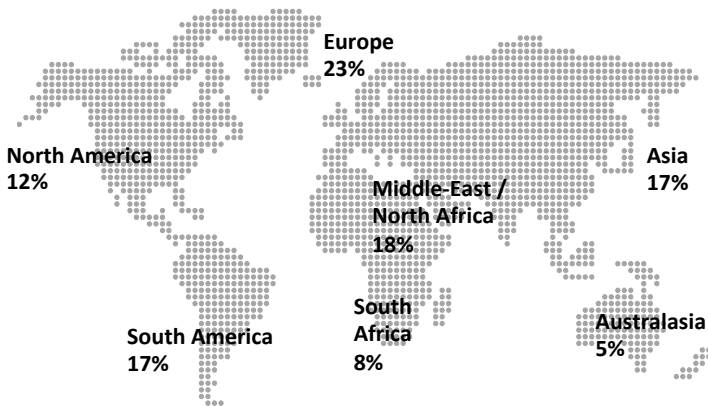 Europe
23%
North America
12%
Asia
17%
Middle-East /
North Africa
18%
South
Africa
8%
Australasia
5%
South America
17%